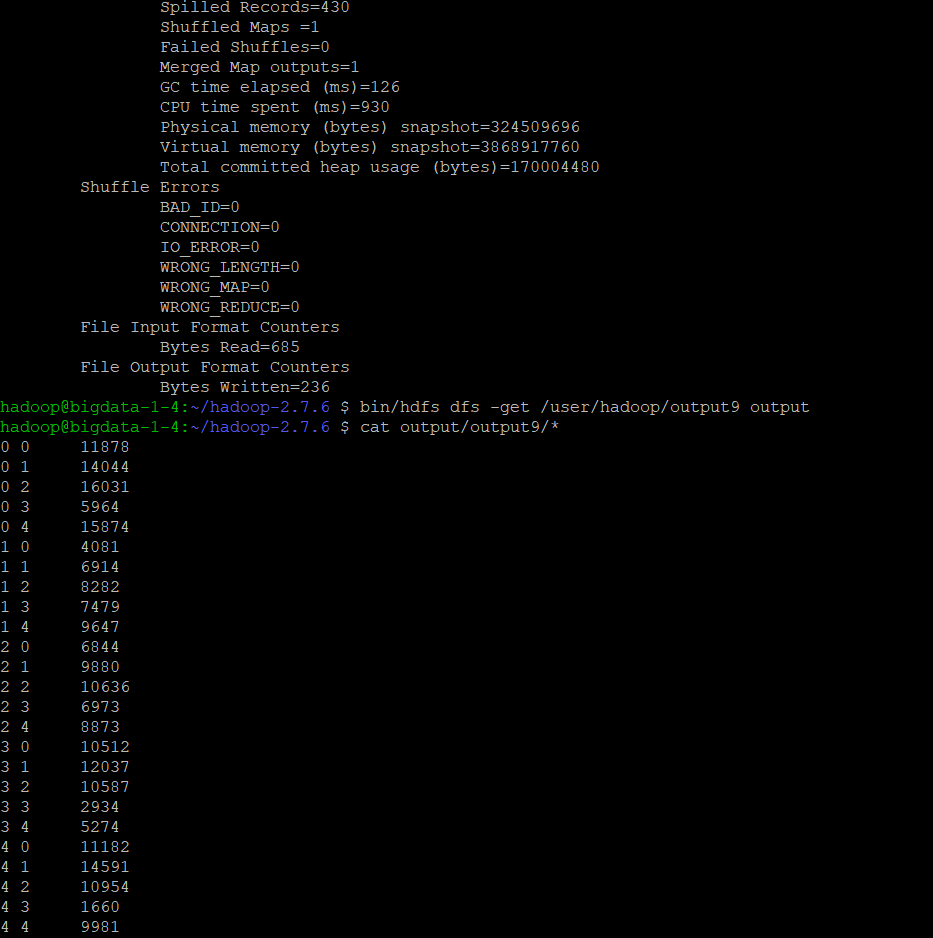 Spilled Records=430
Shuffled Maps =1
Failed Shuffles=0
Merged Map outputs=1
GC time elapsed (ms)=126
CPU time spent (ms)=930
Physical memory (bytes) snapshot=324509696
Virtual memory (bytes) snapshot=3868917760
Total committed heap usage (bytes)=170004480
Shuffle Errors
BAD_ID=0
CONNECTION=0
IO_ERROR=0
WRONG_LENGTH=0
WRONG_MAP=0
WRONG_REDUCE=0
File Input Format Counters
Bytes Read=685
File Output Format Counters
Bytes Written=236
hadoop@bigdata-1-4:~/hadoop-2.7.6 $ bin/hdfs dfs -get /user/hadoop/output9 output
hadoop@bigdata-1-4:~/hadoop-2.7.6 $ cat output/output9/*
0 0     11878
0 1     14044
0 2     16031
0 3     5964
0 4     15874
1 0     4081
1 1     6914
1 2     8282
1 3     7479
1 4     9647
2 0     6844
2 1     9880
2 2     10636
2 3     6973
2 4     8873
3 0     10512
3 1     12037
3 2     10587
3 3     2934
3 4     5274
4 0     11182
4 1     14591
4 2     10954
4 3     1660
4 4     9981